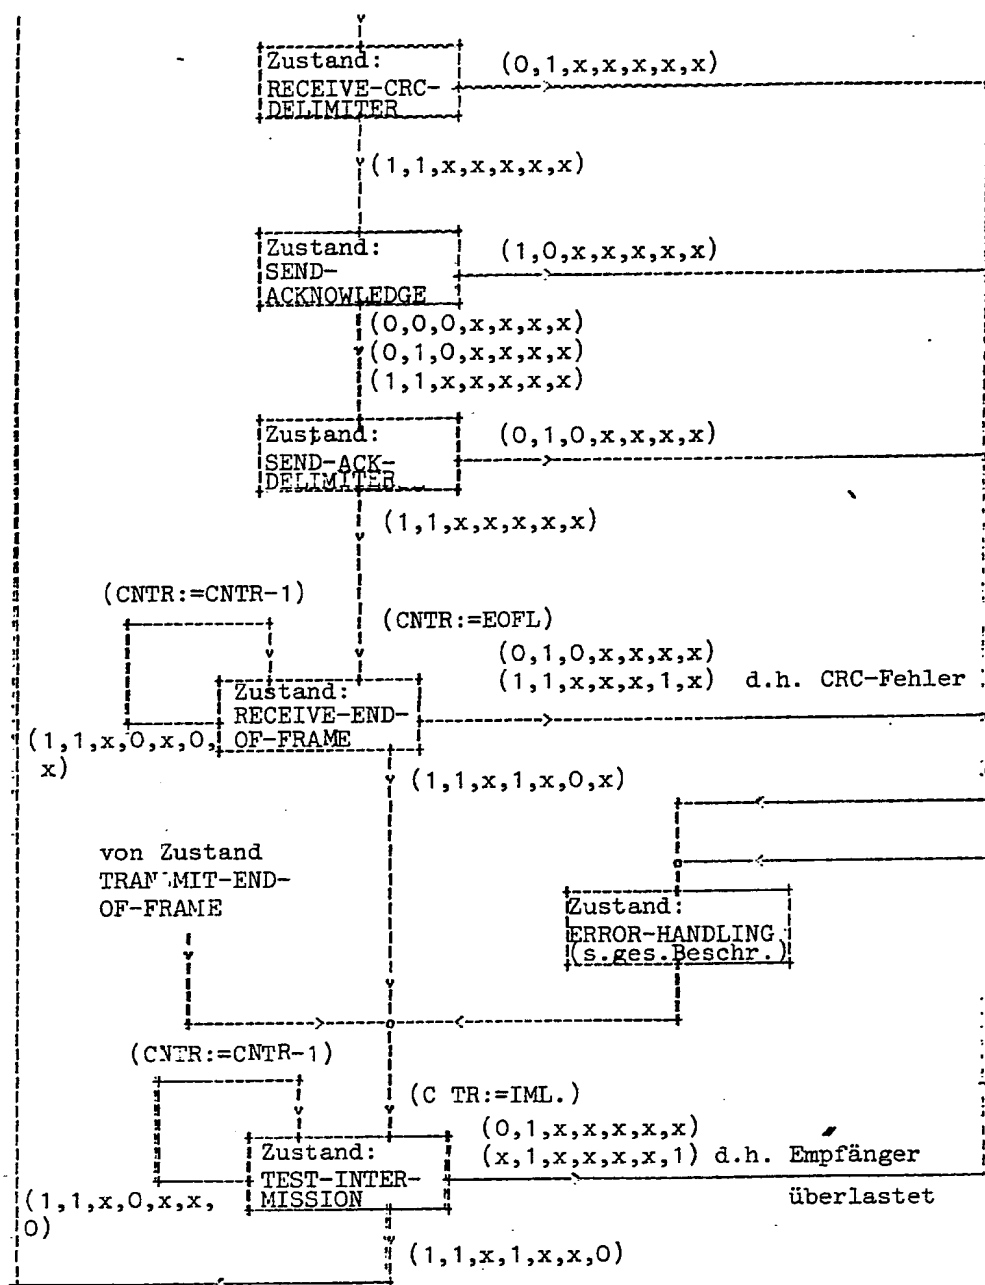 Zustand:
RECEIVE-CRC-
DELIMITER
(0,1,x,x,x,x,x)
(1,1,x,x,x,x,x)
Zustand:
SEND-
ACKNOWLEDGE
(1,0,x,x,x,x,x)
(0,0,0,x,x,x,x)
(0,1,0,x,x,x,x)
(1,1,x,x,x,x,x)
Zustand:
SEND-ACK-
DELIMITER
(0,1,0,x,x,x,x)
(1,1,x,x,x,x,x)
(CNTR:=CNTR-1)
(CNTR:=EOFL)
(0,1,0,x,x,x,x)
(1,1,x,x,x,1,x) d.h. CRC-Fehler
Zustand:
RECEIVE-END-
OF-FRAME
(1,1,x,0,x,0,
x)
(1,1,x,1,x,0,x)
von Zustand
-END-
OF-FRAME
Zustand:
ERROR-HANDLING
(s.ges.Beschr.)
(CNTR:=CNTR-1)
(C TR:=IML.)
(0,1,x,x,x,x,x)
(x,1,x,x,x,x,1) d.h. Empfänger
überlastet
Zustand:
TEST-INTER-
MISSION
(1,1,x,0,x,x,
0)
(1,1,x,1,x,x,0)